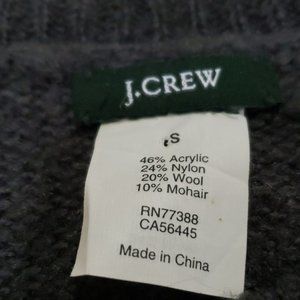 J.CREW
S
46% Acrylic
24% Nylon
20% Wool
10% Mohair
RN77388
CA56445
Made in China